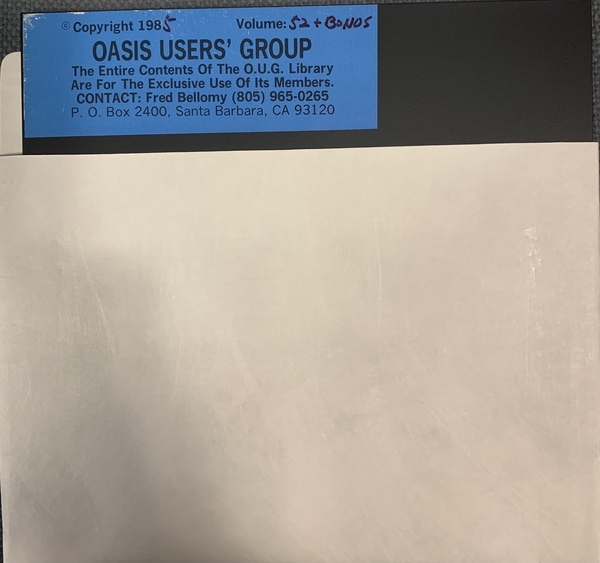 © Copyright 1985 Volume: 52 + BONUS
OASIS USERS' GROUP
The Entire Contents Of The O.U.G. Library
Are For The Exclusive Use Of Its Members.
CONTACT: Fred Bellomy (805) 965-0265
P. O. Box 2400, Santa Barbara, CA 93120